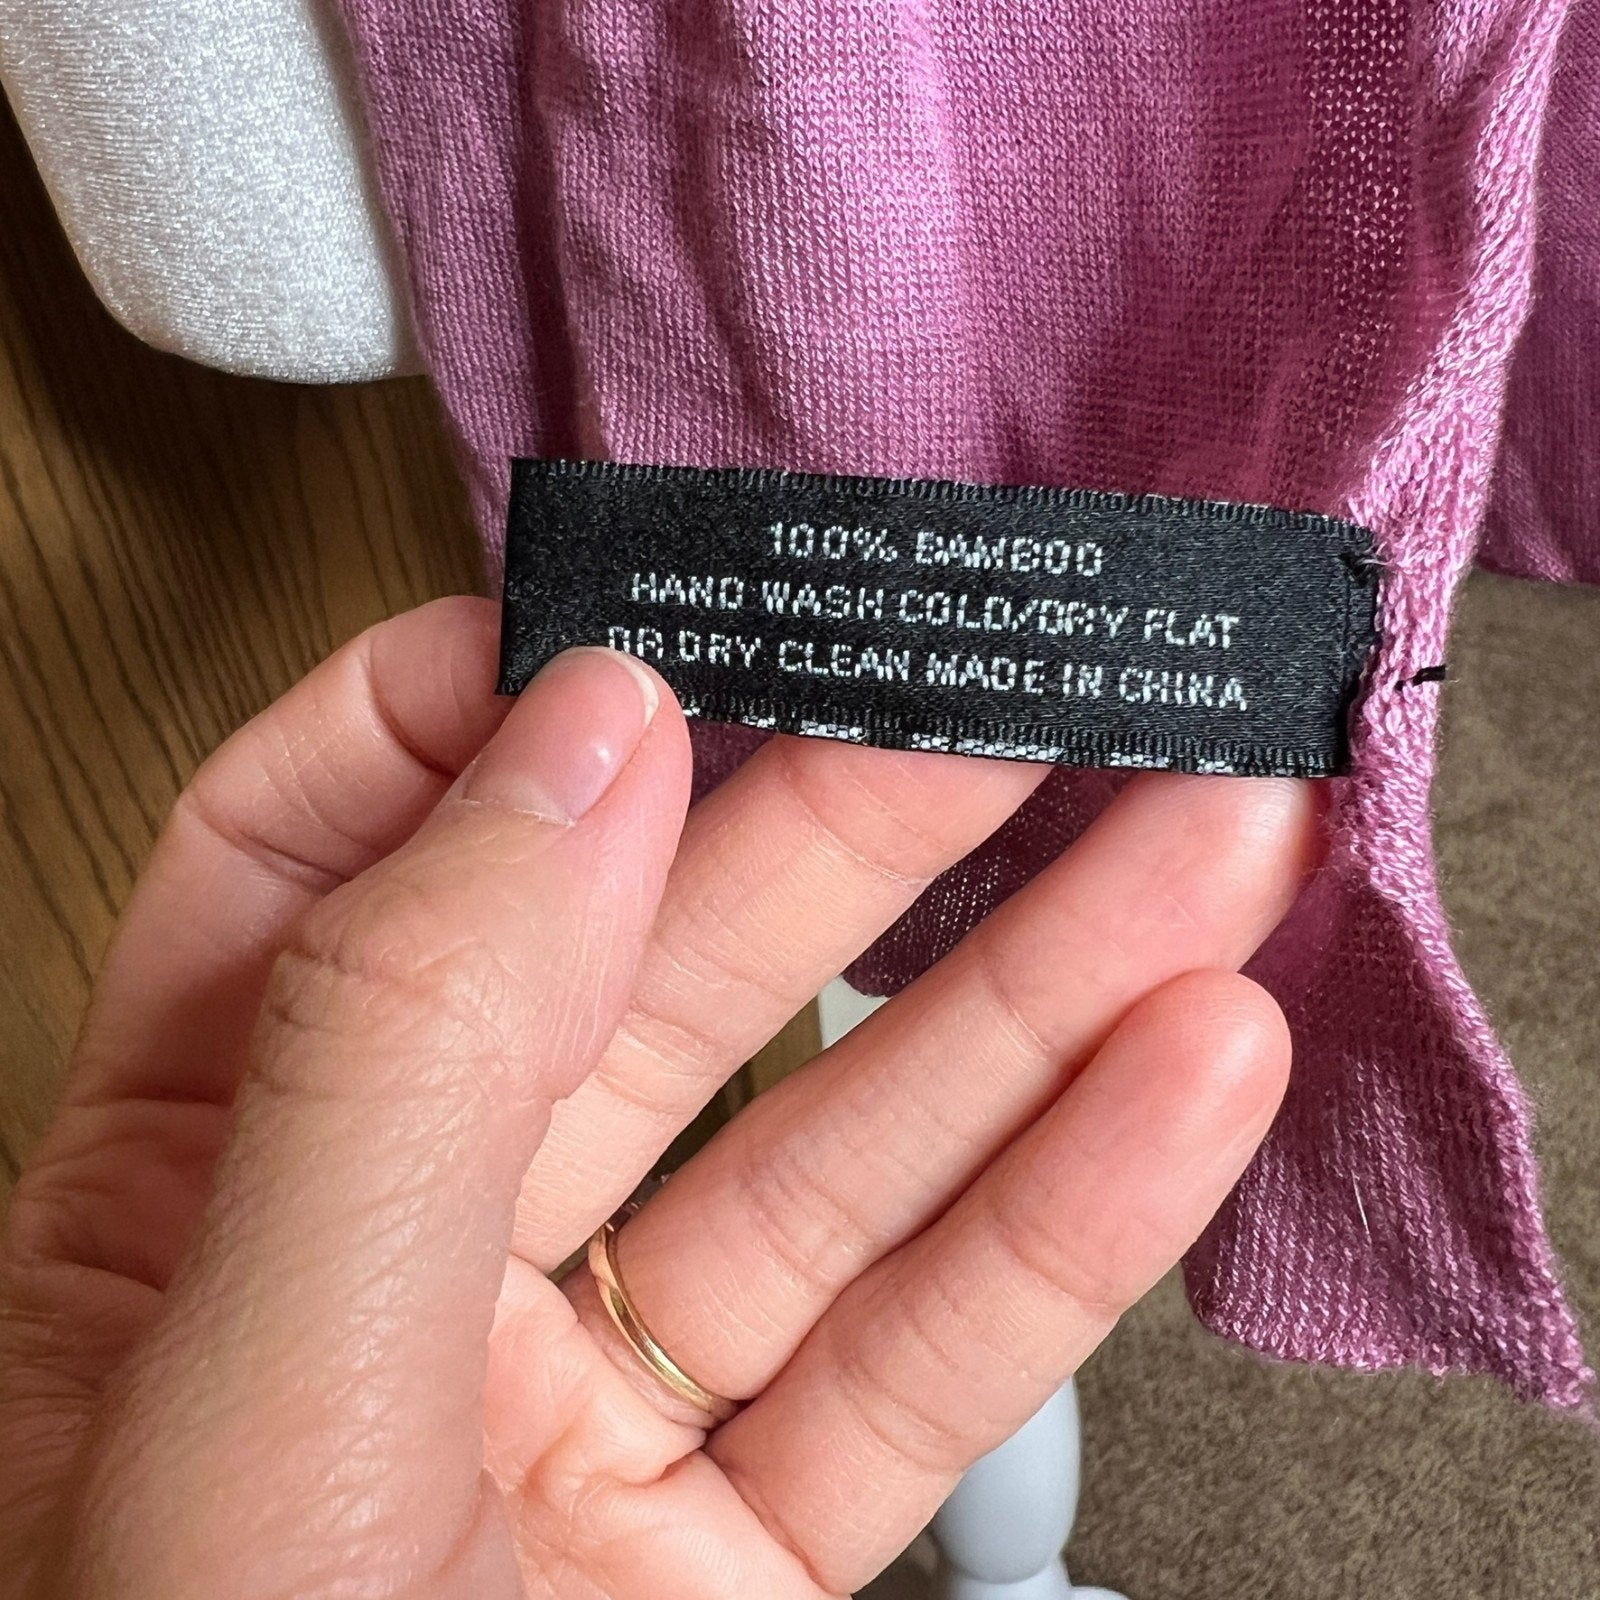 100% BAMBOO
HAND WASH COLD/DRY FLAT
OR DRY CLEAN MADE IN CHINA